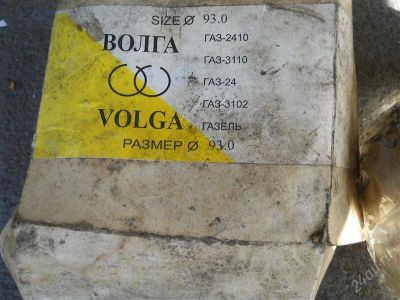 SIZE Ø 93.0
ВОЛГА
ГАЗ-2410
ГАЗ-3110
ГАЗ-24
ГАЗ-3102
VOLGA ГАЗЕЛЬ
РАЗМЕР Ø 93.0